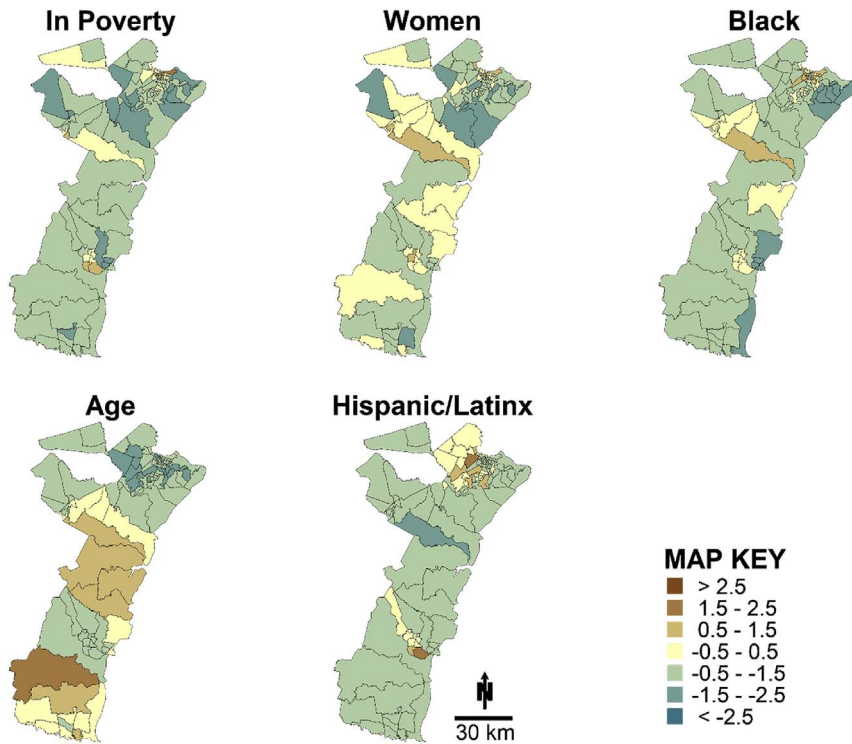 In Poverty
Women
Black
Age
Hispanic/Latinx
MAP KEY
> 2.5
1.5 - 2.5
0.5 - 1.5
-0.5 - 0.5
-0.5 - -1.5
-1.5 - -2.5
< -2.5
N
30 km